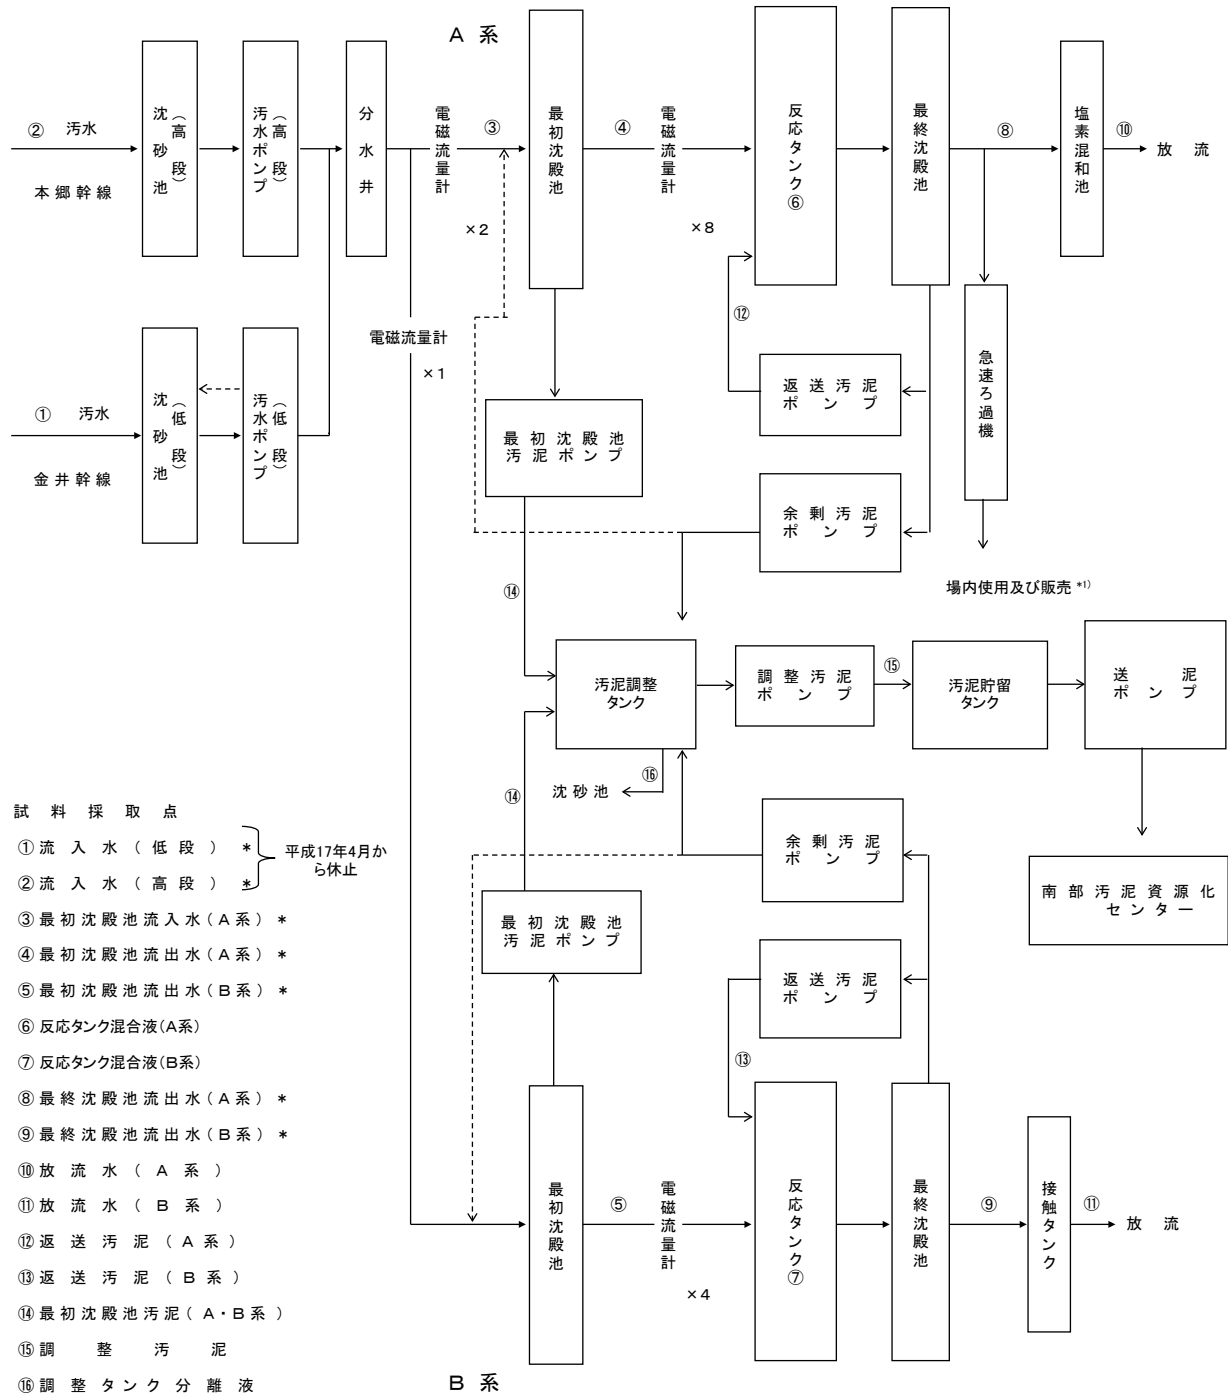 A 系
② 汚水
本郷幹線
沈砂池(高段)
汚水ポンプ(高段)
分水井
電磁流量計
③
×2
最初沈殿池
④
電磁流量計
×8
反応タンク⑥
最終沈殿池
⑧
塩素混和池
⑩
放流
① 汚水
金井幹線
沈砂池(低段)
汚水ポンプ(低段)
電磁流量計
×1
最初沈殿池
汚泥ポンプ
⑫
返送汚泥
ポンプ
余剰汚泥
ポンプ
急速ろ過機
場内使用及び販売 *1)
⑭
汚泥調整
タンク
調整汚泥
ポンプ
⑮
汚泥貯留
タンク
送泥
ポンプ
⑯
沈砂池
⑭
余剰汚泥
ポンプ
南部汚泥資源化
センター
最初沈殿池
汚泥ポンプ
返送汚泥
ポンプ
⑬
最初沈殿池
⑤
電磁流量計
×4
反応タンク⑦
最終沈殿池
⑨
接触タンク
⑪
放流
B 系
試料採取点
①流入水(低段) *
②流入水(高段) *
平成17年4月か
ら休止
③最初沈殿池流入水(A系) *
④最初沈殿池流出水(A系) *
⑤最初沈殿池流出水(B系) *
⑥反応タンク混合液(A系)
⑦反応タンク混合液(B系)
⑧最終沈殿池流出水(A系) *
⑨最終沈殿池流出水(B系) *
⑩放流水(A系)
⑪放流水(B系)
⑫返送汚泥(A系)
⑬返送汚泥(B系)
⑭最初沈殿池汚泥(A・B系)
⑮調整汚泥
⑯調整タンク分離液